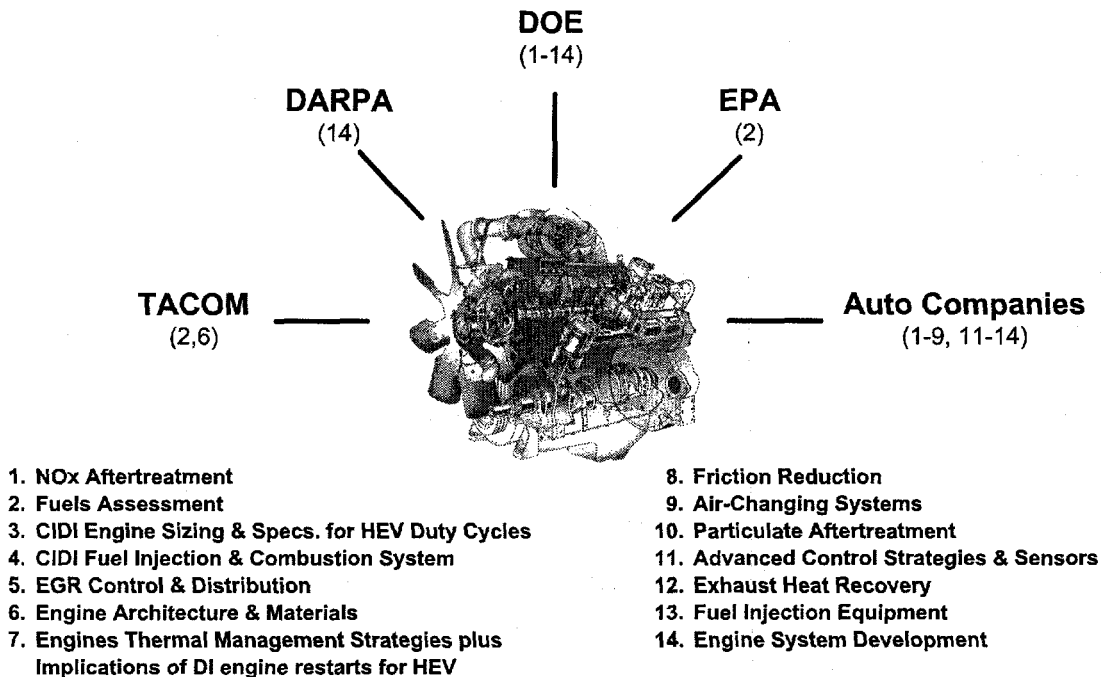 DOE
(1-14)
DARPA
(14)
EPA
(2)
TACOM
(2,6)
Auto Companies
(1-9, 11-14)
1. NOx Aftertreatment
2. Fuels Assessment
3. CIDI Engine Sizing & Specs. for HEV Duty Cycles
4. CIDI Fuel Injection & Combustion System
5. EGR Control & Distribution
6. Engine Architecture & Materials
7. Engines Thermal Management Strategies plus
Implications of DI engine restarts for HEV
8. Friction Reduction
9. Air-Changing Systems
10. Particulate Aftertreatment
11. Advanced Control Strategies & Sensors
12. Exhaust Heat Recovery
13. Fuel Injection Equipment
14. Engine System Development